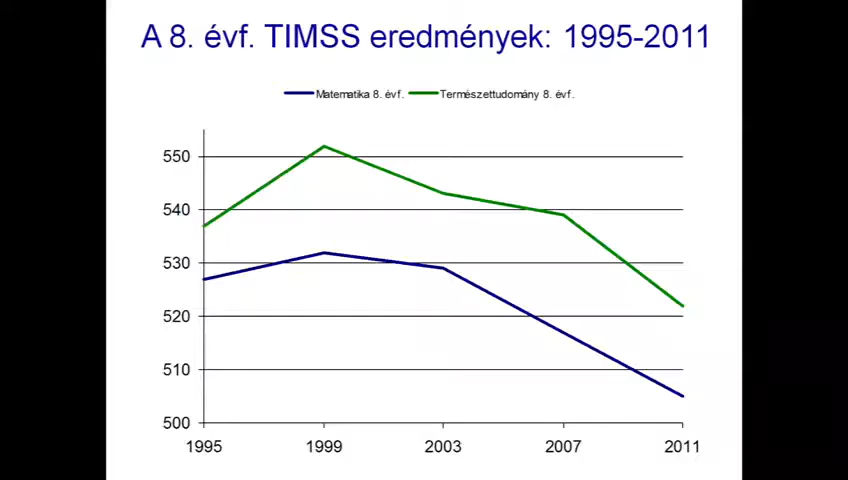 A 8. évf. TIMSS eredmények: 1995-2011
Matematika 8. évf. Természettudomány 8. évf.
550
540
530
520
510
500
1995 1999 2003 2007 2011